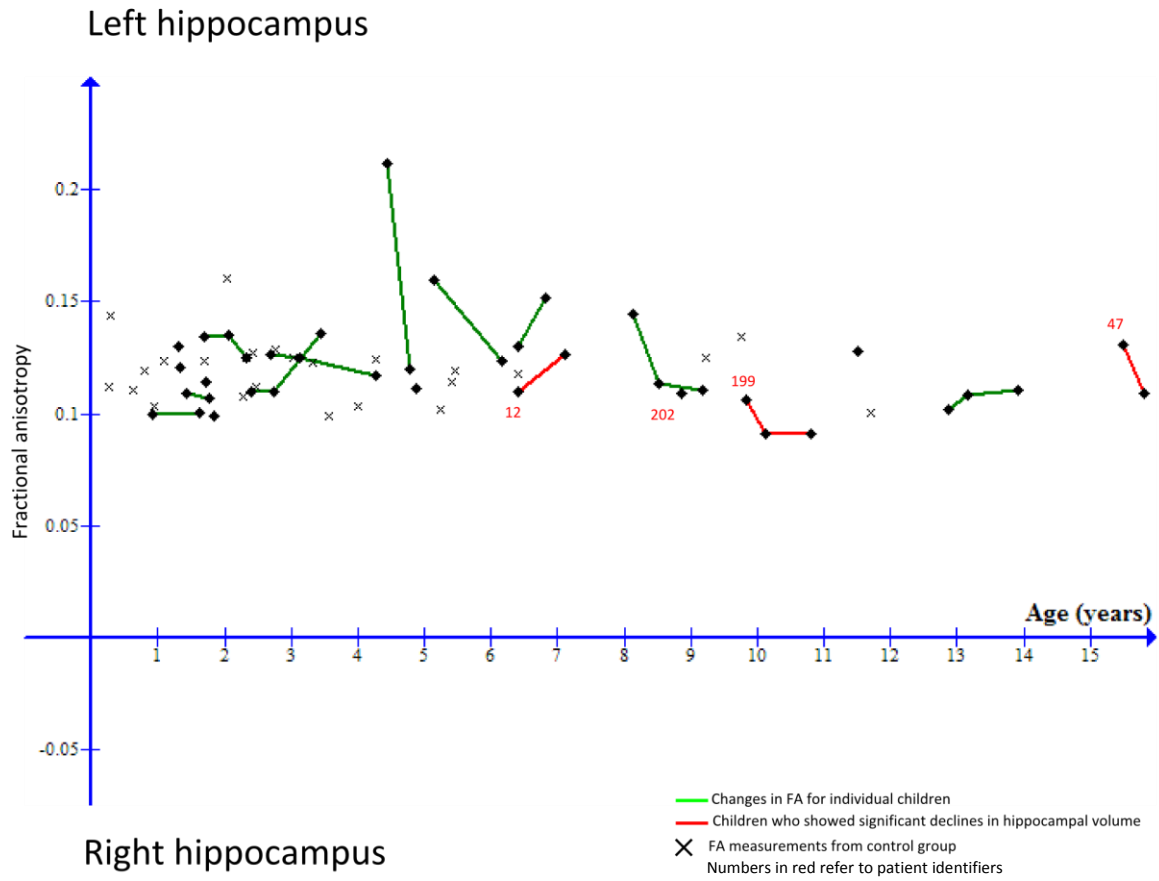 Left hippocampus
Fractional anisotropy
0.2
0.15
0.1
0.05
-0.05
47
199
12
202
Age (years)
1 2 3 4 5 6 7 8 9 10 11 12 13 14 15
Changes in FA for individual children
Children who showed significant declines in hippocampal volume
FA measurements from control group
Numbers in red refer to patient identifiers
Right hippocampus